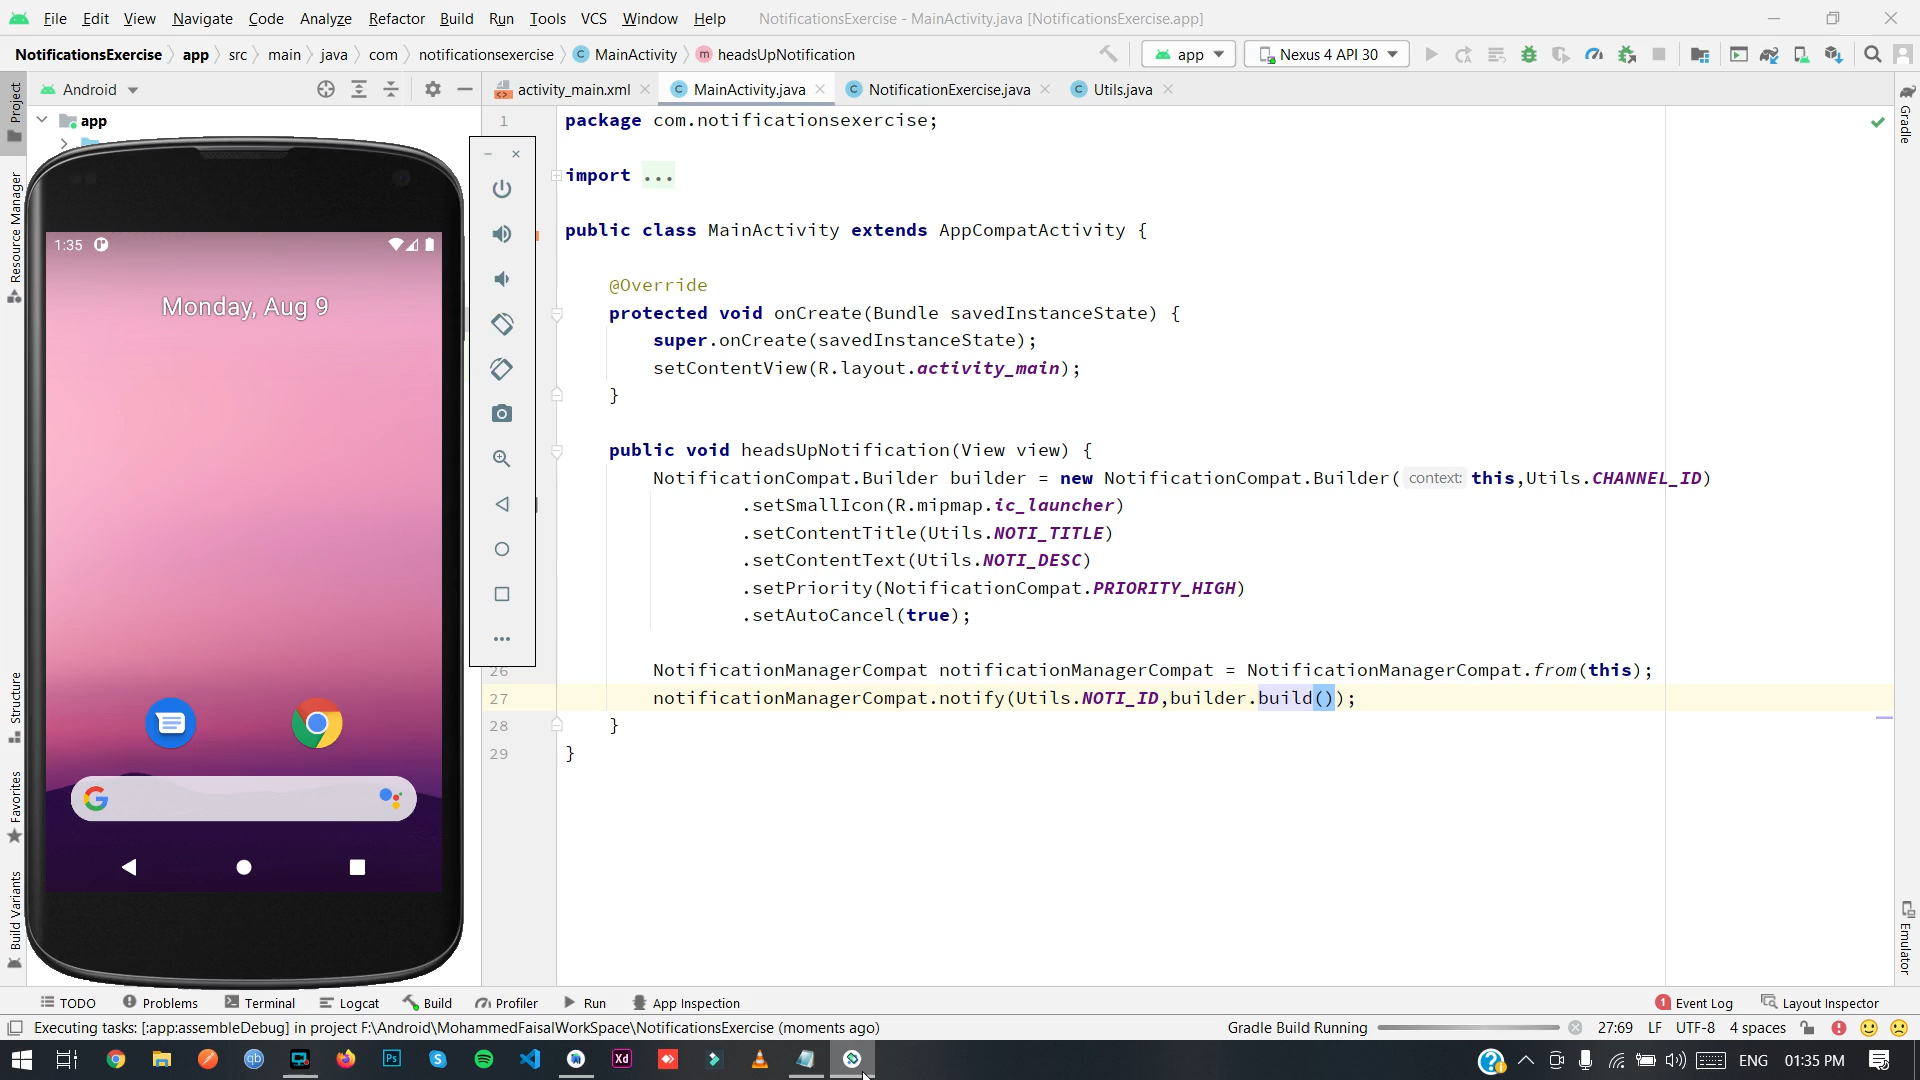 File Edit View Navigate Code Analyze Refactor Build Run Tools VCS Window Help NotificationsExercise - MainActivity.java [NotificationsExercise.app]
NotificationsExercise app src main java com notificationsexercise C MainActivity m headsUpNotification app Nexus 4 API 30
Project
Android
activity_main.xml
C MainActivity.java
C NotificationExercise.java
C Utils.java
app
Resource Manager
Structure
Favorites
Build Variants
Gradle
Emulator
1:35
Monday, Aug 9
1 package com.notificationsexercise;
import ...
public class MainActivity extends AppCompatActivity {
@Override
protected void onCreate(Bundle savedInstanceState) {
super.onCreate(savedInstanceState);
setContentView(R.layout.activity_main);
}
public void headsUpNotification(View view) {
NotificationCompat.Builder builder = new NotificationCompat.Builder( context: this,Utils.CHANNEL_ID)
.setSmallIcon(R.mipmap.ic_launcher)
.setContentTitle(Utils.NOTI_TITLE)
.setContentText(Utils.NOTI_DESC)
.setPriority(NotificationCompat.PRIORITY_HIGH)
.setAutoCancel(true);
26 NotificationManagerCompat notificationManagerCompat = NotificationManagerCompat.from(this);
27 notificationManagerCompat.notify(Utils.NOTI_ID,builder.build());
28 }
29 }
TODO Problems Terminal Logcat Build Profiler Run App Inspection 1 Event Log Layout Inspector
Executing tasks: [:app:assembleDebug] in project F:\Android\MohammedFaisalWorkSpace\NotificationsExercise (moments ago) Gradle Build Running 27:69 LF UTF-8 4 spaces
Ps qb Xd ENG 01:35 PM